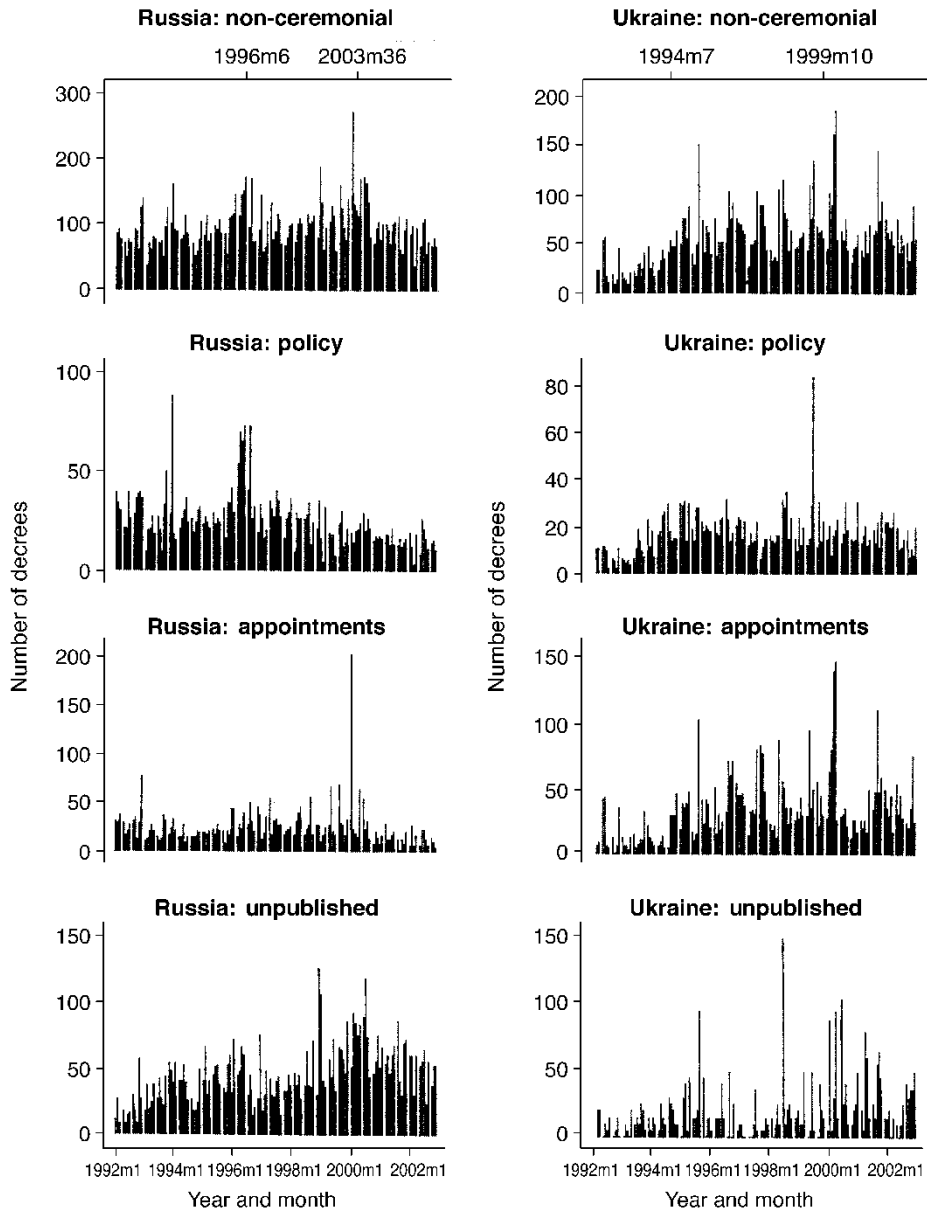 Russia: non-ceremonial
1996m6 2003m36
300
200
100
0
Russia: policy
100
50
0
Russia: appointments
200
150
100
50
0
Russia: unpublished
150
100
50
0
1992m1 1994m1 1996m1 1998m1 2000m1 2002m1
Year and month
Number of decrees
Ukraine: non-ceremonial
1994m7 1999m10
200
150
100
50
0
Ukraine: policy
80
60
40
20
0
Ukraine: appointments
150
100
50
0
Ukraine: unpublished
150
100
50
0
1992m1 1994m1 1996m1 1998m1 2000m1 2002m1
Year and month
Number of decrees